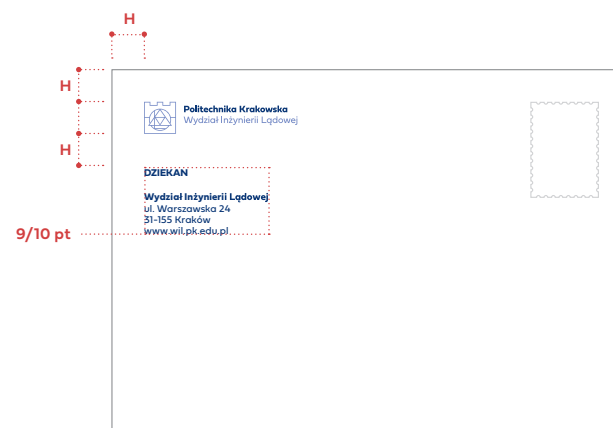 H
H
Politechnika Krakowska
Wydział Inżynierii Lądowej
H
DZIEKAN
Wydział Inżynierii Lądowej
ul. Warszawska 24
31-155 Kraków
9/10 pt
www.wil.pk.edu.pl